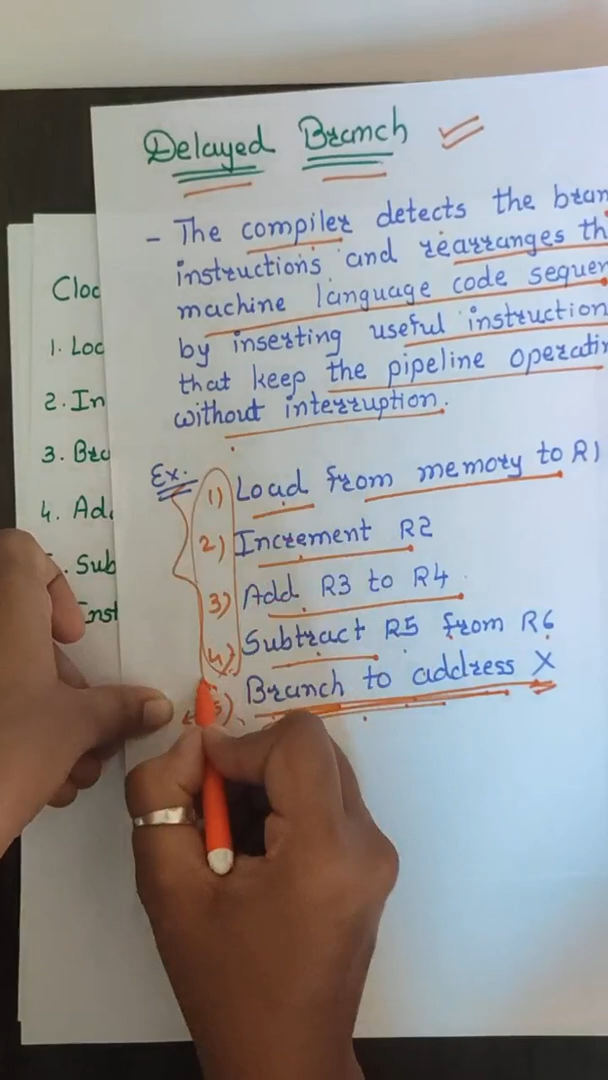 Delayed Branch
- The compiler detects the bran
instructions and rearranges th
machine language code sequen
by inserting useful instruction
that keep the pipeline operatin
without interruption.
Ex. 1) Load from memory to R1
2) Increment R2
3) Add R3 to R4
4) Subtract R5 from R6
5) Branch to address X
Cloc
1. Loa
2. In
3. Bra
4. Add
. Sub
Inst